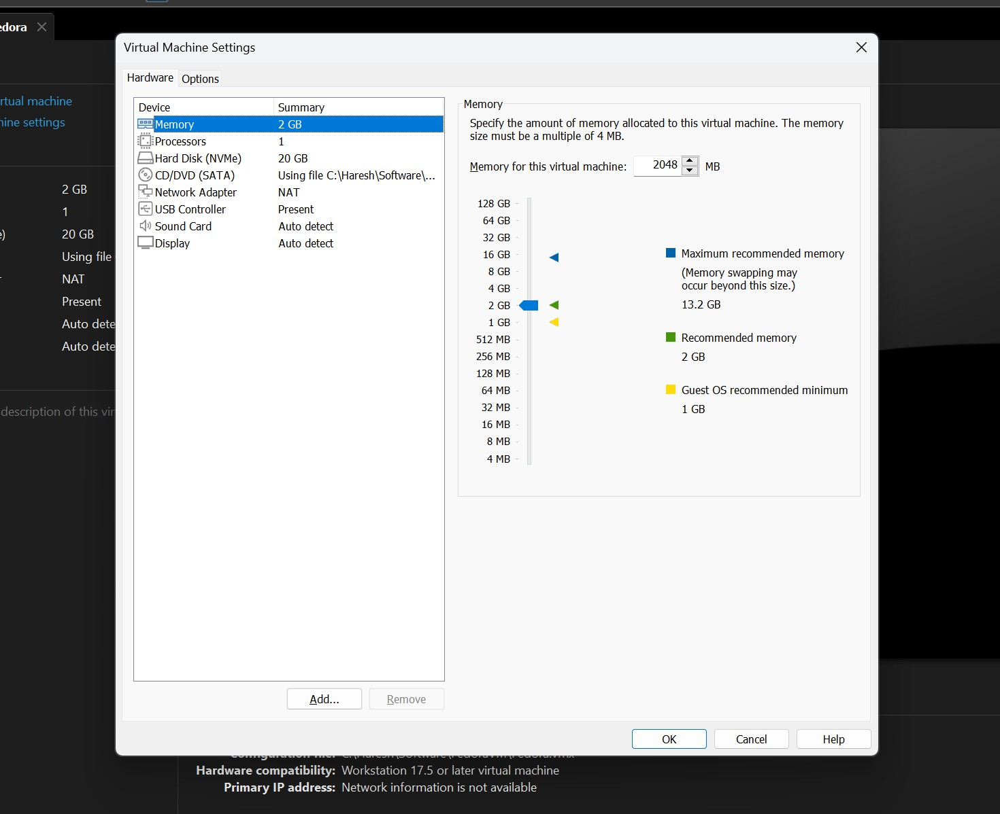 edora
Virtual Machine Settings
Hardware
Options
rtual machine
nine settings
Device Summary
Memory 2 GB
Processors 1
Hard Disk (NVMe) 20 GB
CD/DVD (SATA) Using file C:\Haresh\Software\...
Network Adapter NAT
USB Controller Present
Sound Card Auto detect
Display Auto detect
2 GB
1
e) 20 GB
Using file
NAT
Present
Auto dete
Auto dete
description of this vir
Memory
Specify the amount of memory allocated to this virtual machine. The memory
size must be a multiple of 4 MB.
Memory for this virtual machine: 2048 MB
128 GB
64 GB
32 GB
16 GB
8 GB
4 GB
2 GB
1 GB
512 MB
256 MB
128 MB
64 MB
32 MB
16 MB
8 MB
4 MB
Maximum recommended memory
(Memory swapping may
occur beyond this size.)
13.2 GB
Recommended memory
2 GB
Guest OS recommended minimum
1 GB
Add...
Remove
OK
Cancel
Help
Configuration file: C:\Haresh\Software\FedoraVM\Fedora.vmx
Hardware compatibility: Workstation 17.5 or later virtual machine
Primary IP address: Network information is not available